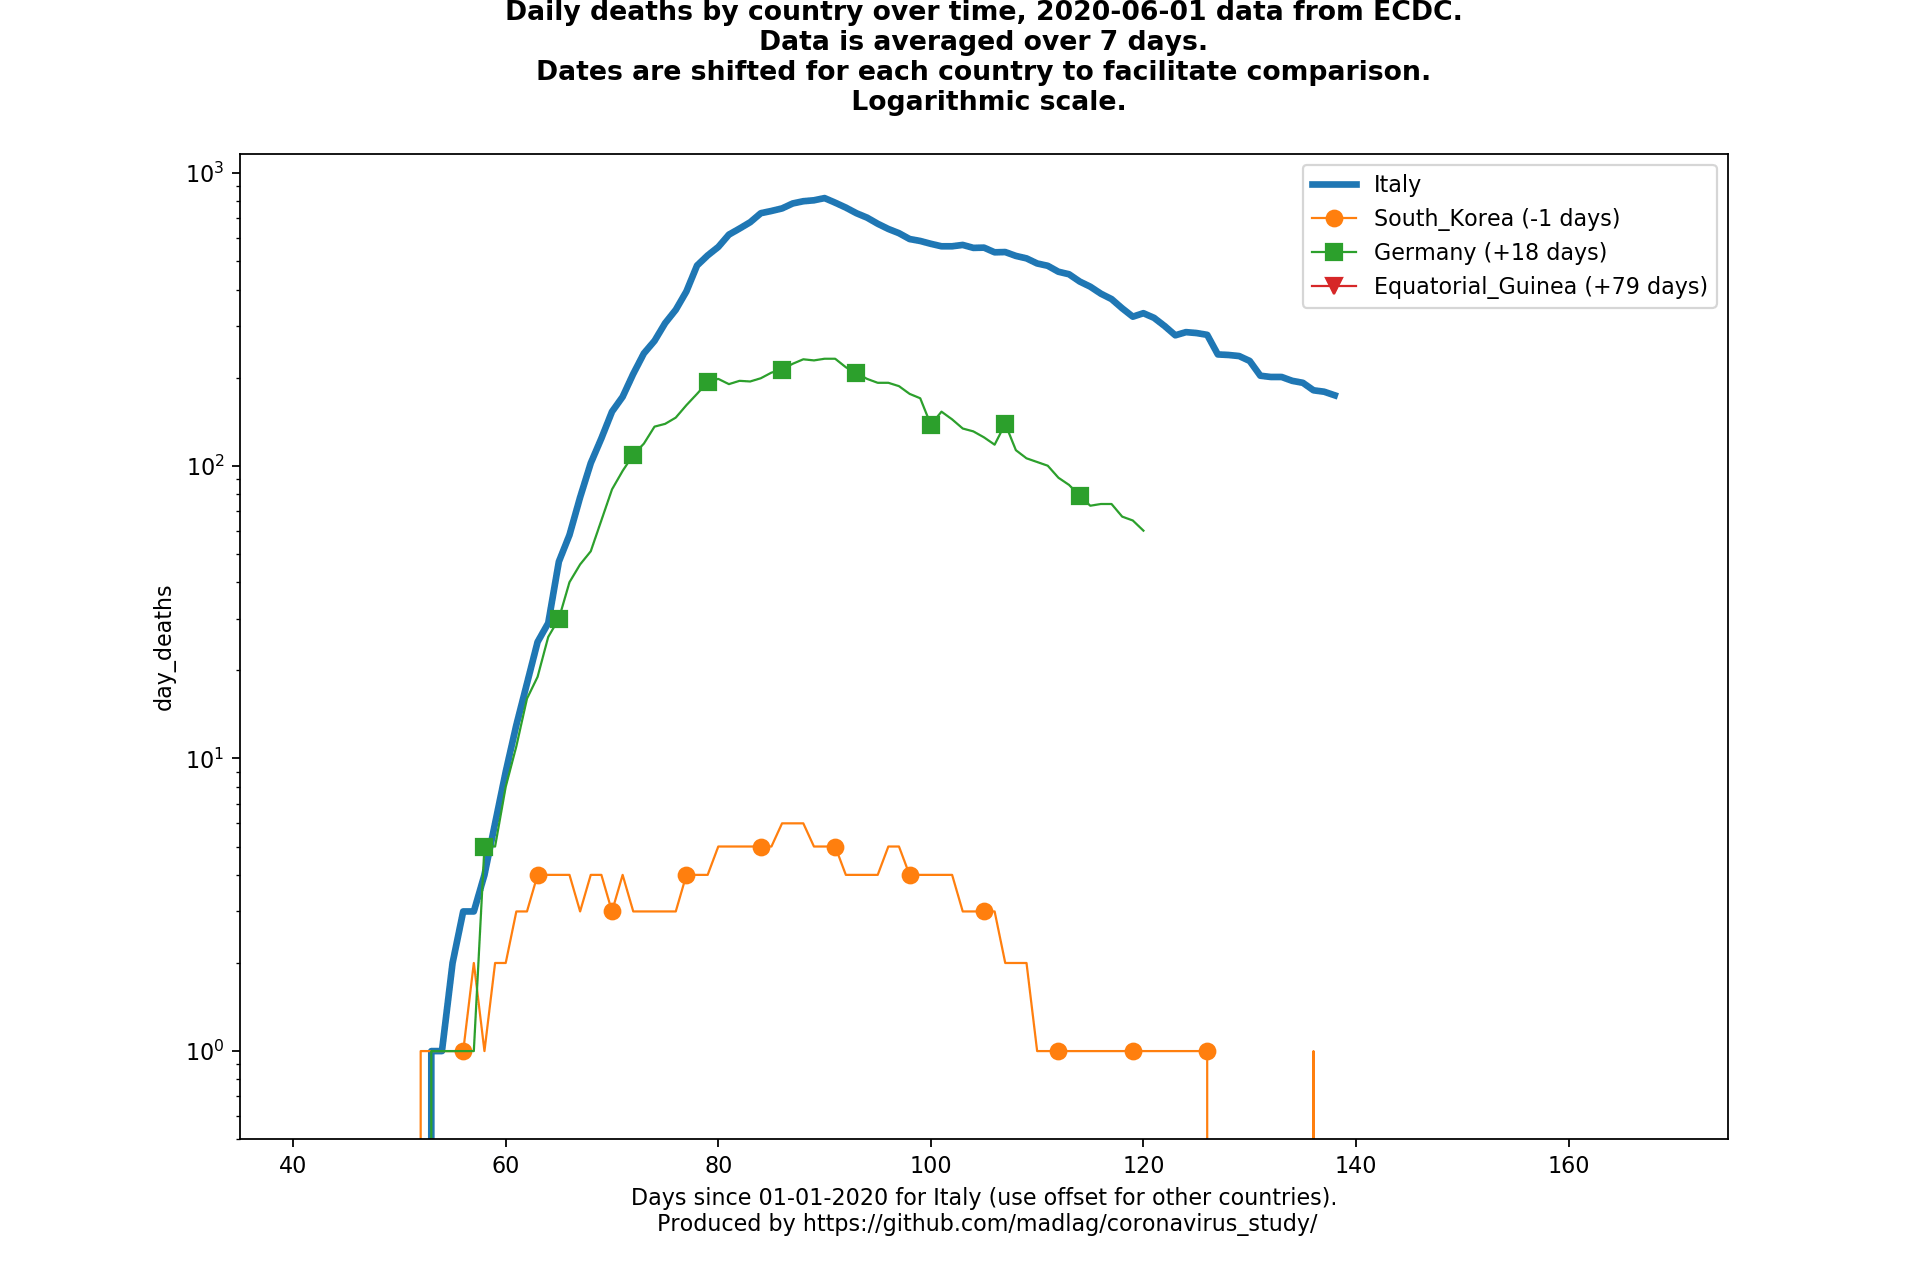 Daily deaths by country over time, 2020-06-01 data from ECDC.
Data is averaged over 7 days.
Dates are shifted for each country to facilitate comparison.
Logarithmic scale.
10³
10²
10¹
10⁰
day_deaths
Italy
South_Korea (-1 days)
Germany (+18 days)
Equatorial_Guinea (+79 days)
40 60 80 100 120 140 160
Days since 01-01-2020 for Italy (use offset for other countries).
Produced by https://github.com/madlag/coronavirus_study/